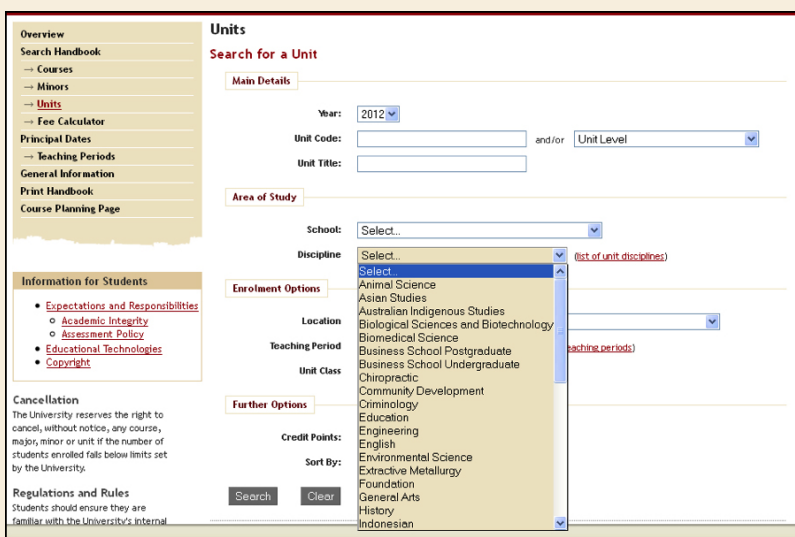 Overview
Search Handbook
→ Courses
→ Minors
→ Units
→ Fee Calculator
Principal Dates
→ Teaching Periods
General Information
Print Handbook
Course Planning Page
Information for Students
Expectations and Responsibilities
Academic Integrity
Assessment Policy
Educational Technologies
Copyright
Cancellation
The University reserves the right to
cancel, without notice, any course,
major, minor or unit if the number of
students enrolled falls below limits set
by the University.
Regulations and Rules
Students should ensure they are
familiar with the University's internal
Units
Search for a Unit
Main Details
Year: 2012
Unit Code: and/or Unit Level
Unit Title:
Area of Study
School: Select...
Discipline Select... (list of unit disciplines)
Select...
Animal Science
Asian Studies
Australian Indigenous Studies
Biological Sciences and Biotechnology
Biomedical Science
Business School Postgraduate
Business School Undergraduate
Chiropractic
Community Development
Criminology
Education
Engineering
English
Environmental Science
Extractive Metallurgy
Foundation
General Arts
History
Indonesian
Enrolment Options
Location
Teaching Period eaching periods)
Unit Class
Further Options
Credit Points:
Sort By:
Search Clear